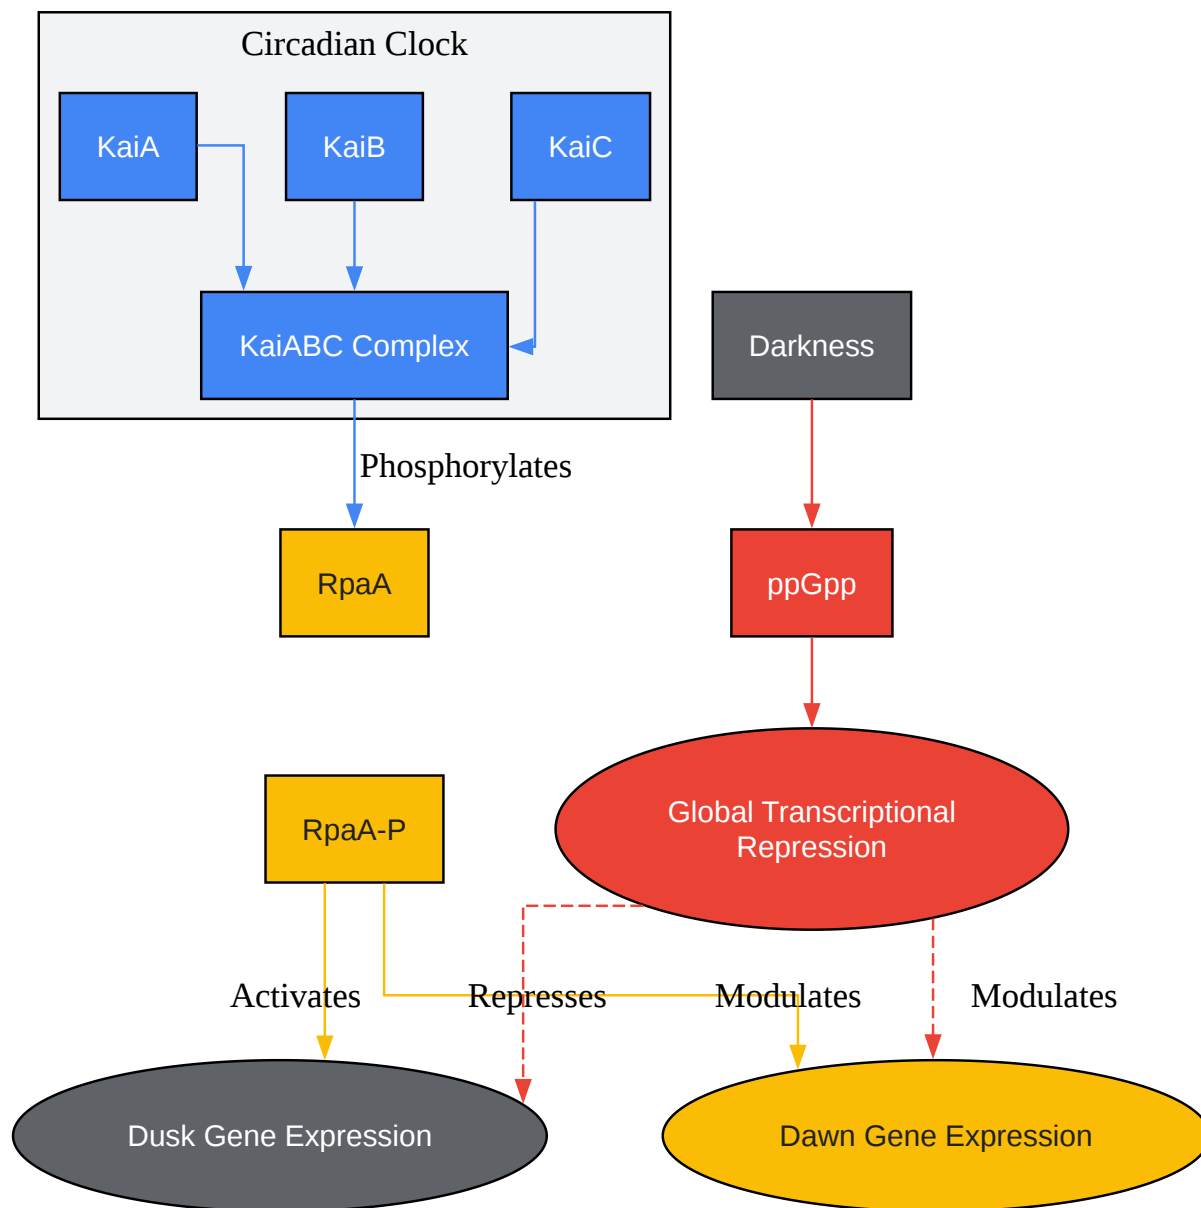 Circadian Clock
KaiA
KaiB
KaiC
KaiABC Complex
Darkness
Phosphorylates
RpaA
ppGpp
Global Transcriptional
Repression
RpaA-P
Activates
Represses
Modulates
Modulates
Dusk Gene Expression
Dawn Gene Expression